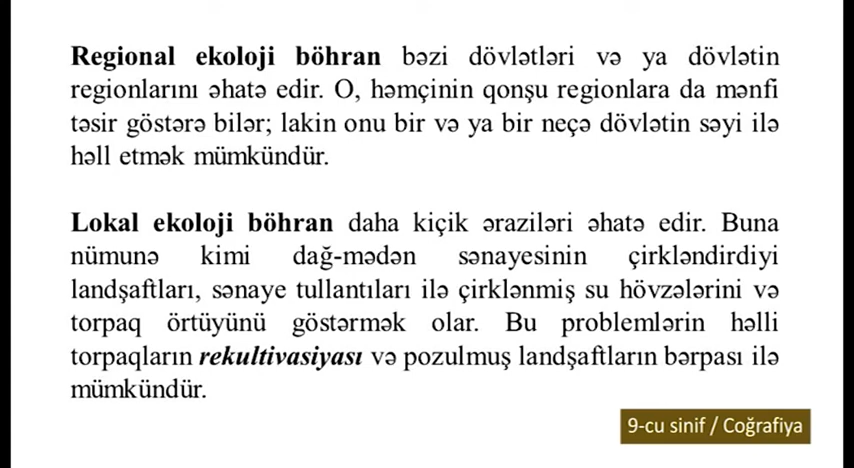 Regional ekoloji böhran bəzi dövlətləri və ya dövlətin
regionlarını əhatə edir. O, həmçinin qonşu regionlara da mənfi
təsir göstərə bilər; lakin onu bir və ya bir neçə dövlətin səyi ilə
həll etmək mümkündür.
Lokal ekoloji böhran daha kiçik əraziləri əhatə edir. Buna
nümunə kimi dağ-mədən sənayesinin çirkləndirdiyi
landşaftları, sənaye tullantıları ilə çirklənmiş su hövzələrini və
torpaq örtüyünü göstərmək olar. Bu problemlərin həlli
torpaqların rekultivasiyası və pozulmuş landşaftların bərpası ilə
mümkündür.
9-cu sinif / Coğrafiya